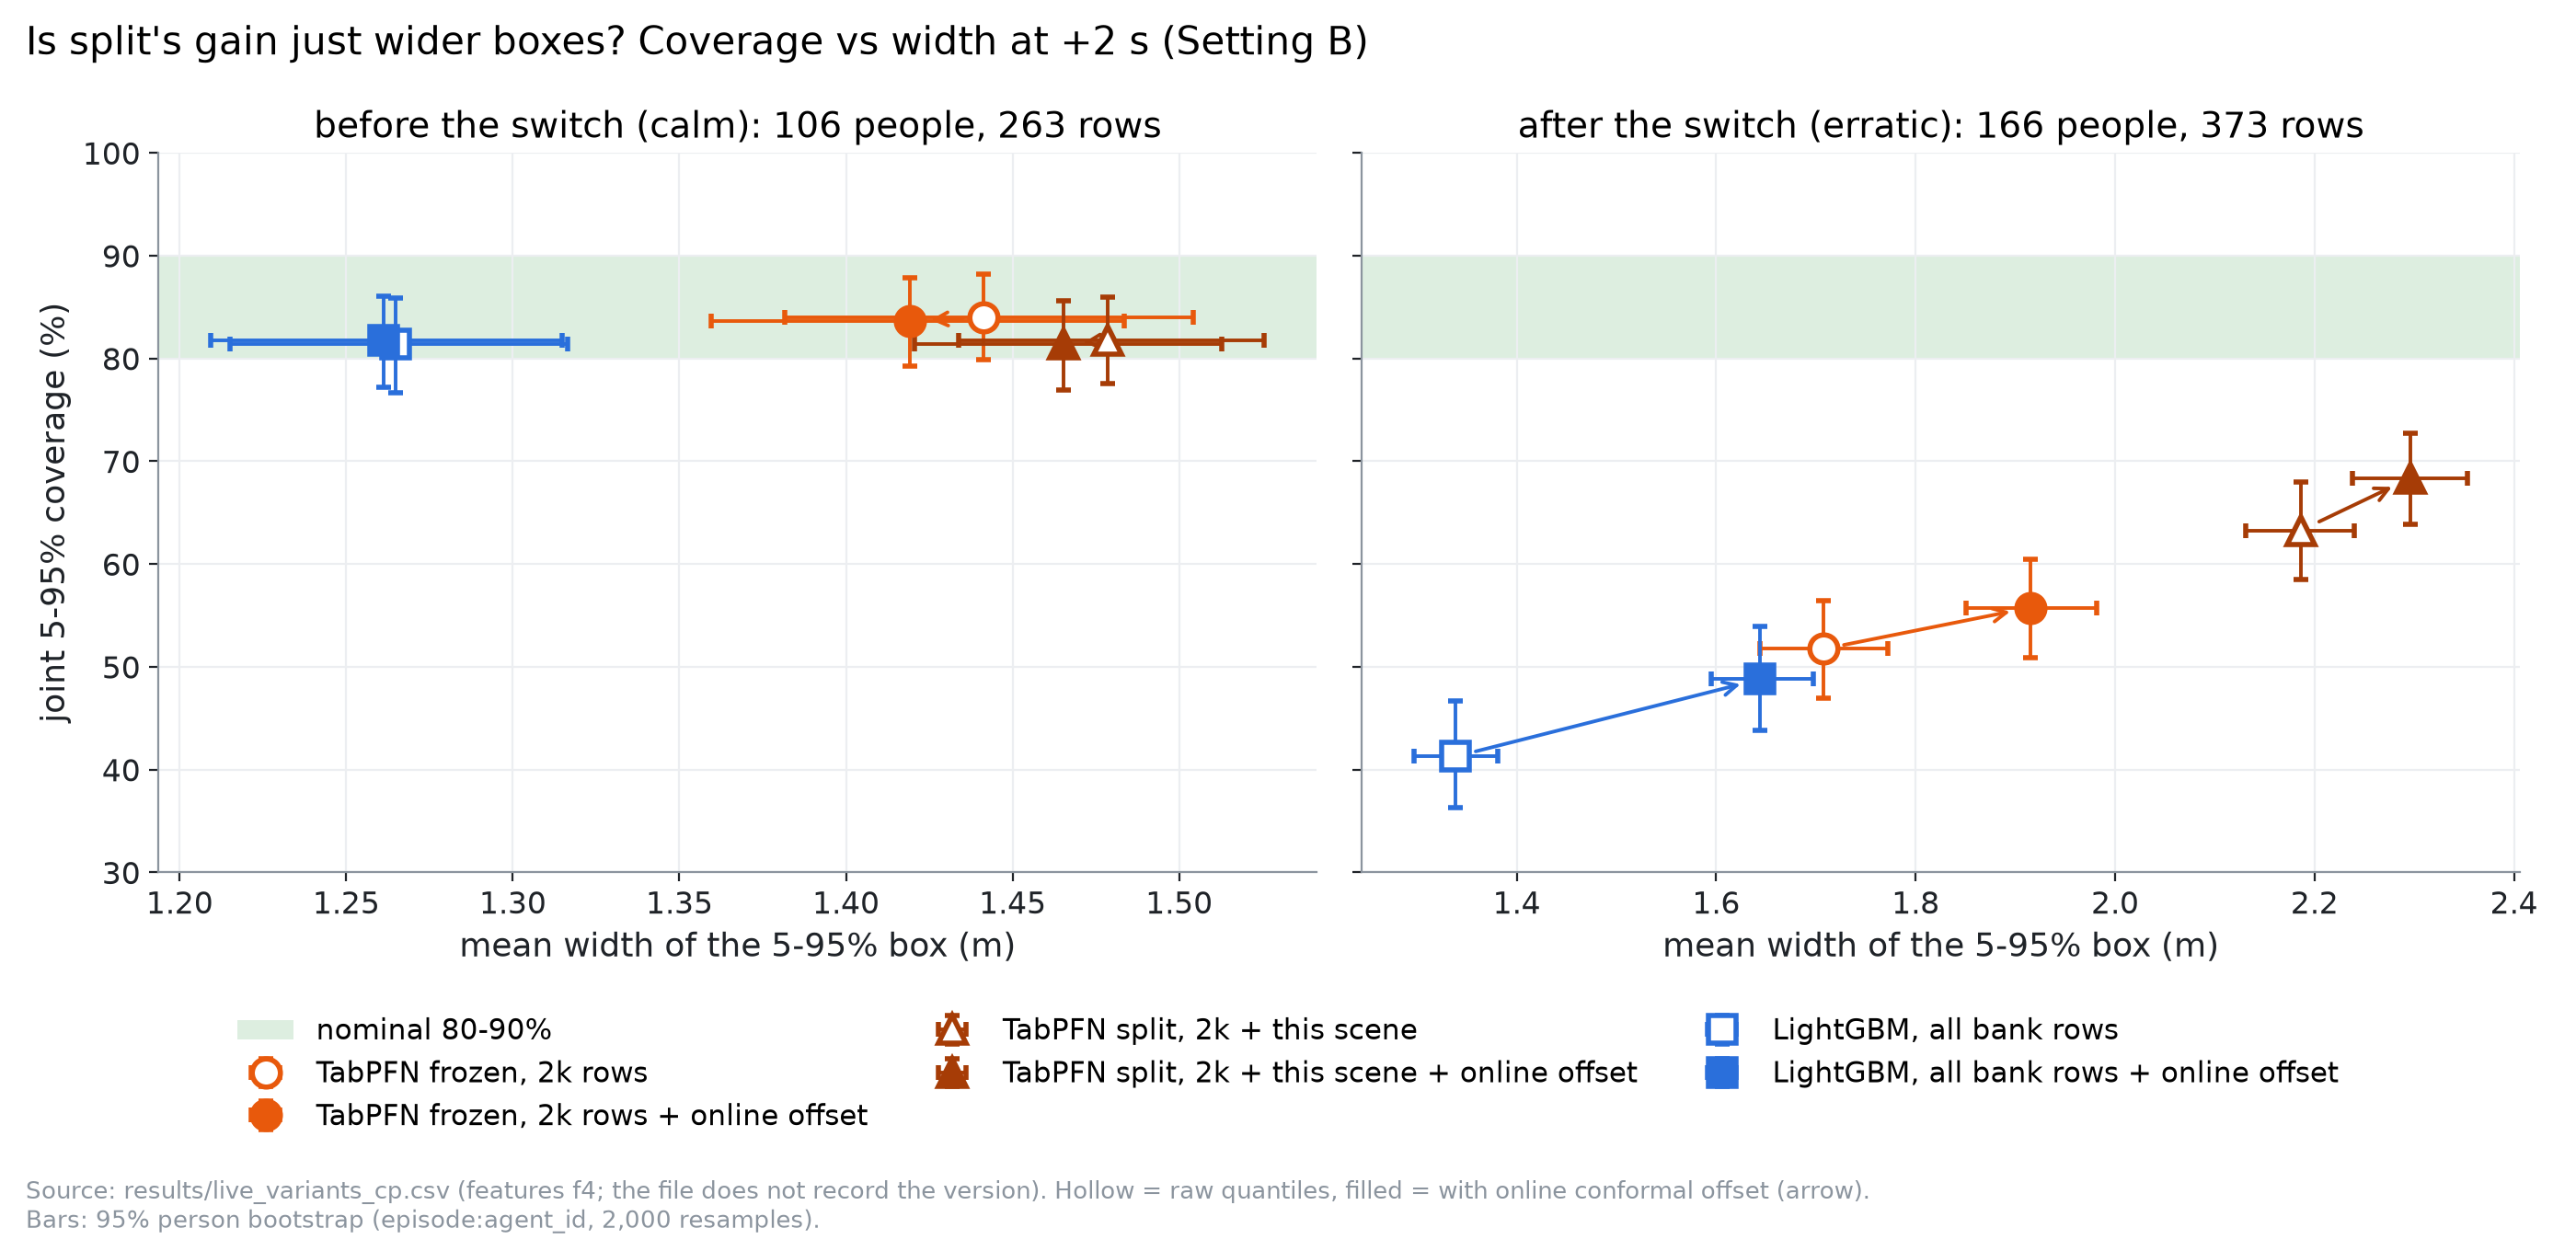 Is split's gain just wider boxes? Coverage vs width at +2 s (Setting B)
before the switch (calm): 106 people, 263 rows
after the switch (erratic): 166 people, 373 rows
joint 5-95% coverage (%)
100
90
80
70
60
50
40
30
1.20 1.25 1.30 1.35 1.40 1.45 1.50
1.4 1.6 1.8 2.0 2.2 2.4
mean width of the 5-95% box (m)
mean width of the 5-95% box (m)
nominal 80-90%
TabPFN frozen, 2k rows
TabPFN frozen, 2k rows + online offset
TabPFN split, 2k + this scene
TabPFN split, 2k + this scene + online offset
LightGBM, all bank rows
LightGBM, all bank rows + online offset
Source: results/live_variants_cp.csv (features f4; the file does not record the version). Hollow = raw quantiles, filled = with online conformal offset (arrow).
Bars: 95% person bootstrap (episode:agent_id, 2,000 resamples).